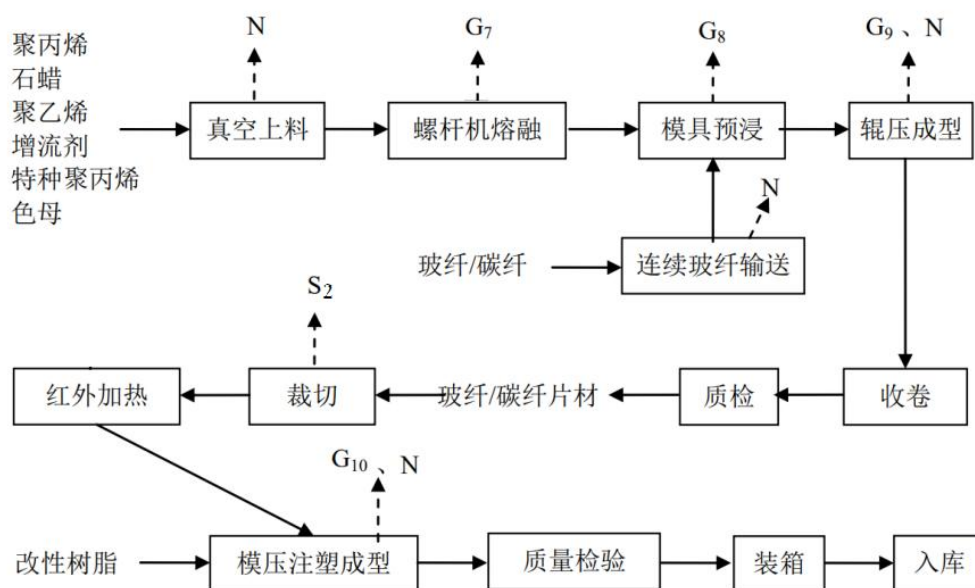 聚丙烯
石蜡
聚乙烯
增流剂
特种聚丙烯
色母
N
G₇
G₈
G₉、N
真空上料
螺杆机熔融
模具预浸
辊压成型
N
玻纤/碳纤
连续玻纤输送
S₂
红外加热
裁切
玻纤/碳纤片材
质检
收卷
G₁₀、N
改性树脂
模压注塑成型
质量检验
装箱
入库